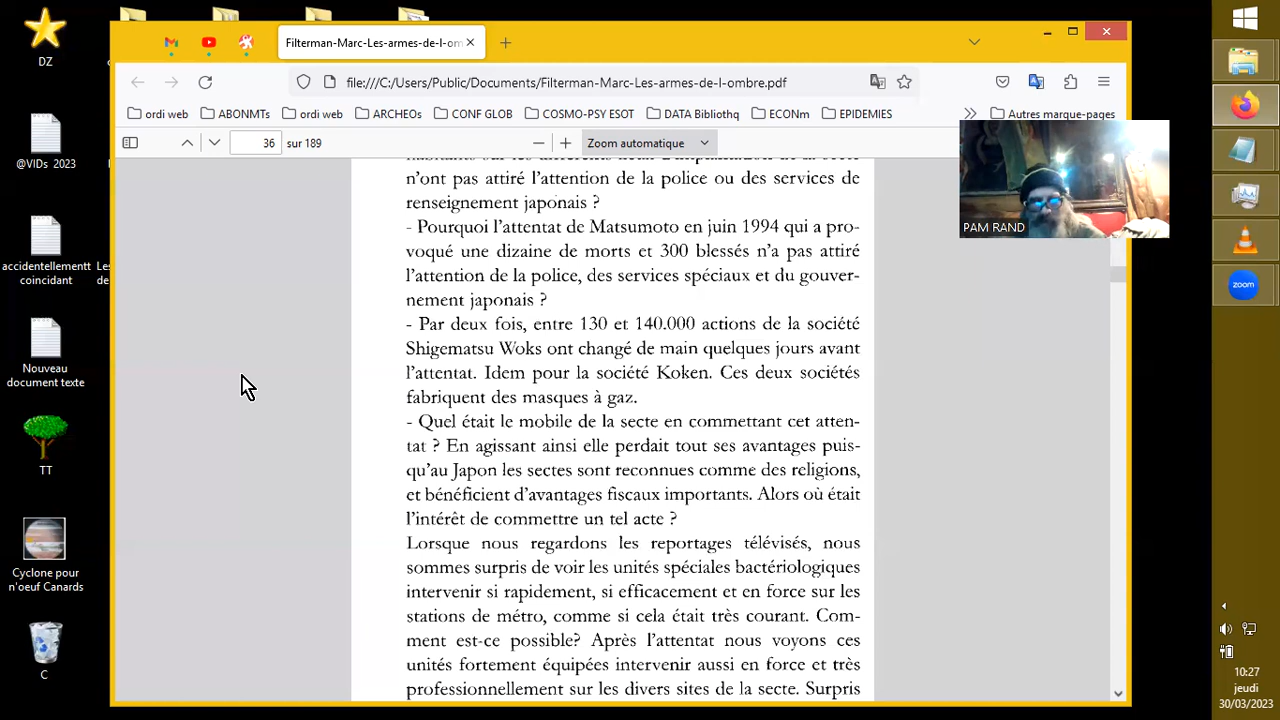 DZ
@VIDs 2023
accidentellementt
coincidant
Nouveau
document texte
TT
Cyclone pour
n'oeuf Canards
C
Filterman-Marc-Les-armes-de-l-om
file:///C:/Users/Public/Documents/Filterman-Marc-Les-armes-de-l-ombre.pdf
ordi web ABONMTs ordi web ARCHEOs CONF GLOB COSMO-PSY ESOT DATA Bibliothq ECONm EPIDEMIES Autres marque-pages
36 sur 189 Zoom automatique
n'ont pas attiré l'attention de la police ou des services de
renseignement japonais ?
- Pourquoi l'attentat de Matsumoto en juin 1994 qui a pro-
voqué une dizaine de morts et 300 blessés n'a pas attiré
l'attention de la police, des services spéciaux et du gouver-
nement japonais ?
- Par deux fois, entre 130 et 140.000 actions de la société
Shigematsu Woks ont changé de main quelques jours avant
l'attentat. Idem pour la société Koken. Ces deux sociétés
fabriquent des masques à gaz.
- Quel était le mobile de la secte en commettant cet atten-
tat ? En agissant ainsi elle perdait tout ses avantages puis-
qu'au Japon les sectes sont reconnues comme des religions,
et bénéficient d'avantages fiscaux importants. Alors où était
l'intérêt de commettre un tel acte ?
Lorsque nous regardons les reportages télévisés, nous
sommes surpris de voir les unités spéciales bactériologiques
intervenir si rapidement, si efficacement et en force sur les
stations de métro, comme si cela était très courant. Com-
ment est-ce possible? Après l'attentat nous voyons ces
unités fortement équipées intervenir aussi en force et très
professionnellement sur les divers sites de la secte. Surpris
PAM RAND
zoom
10:27
jeudi
30/03/2023